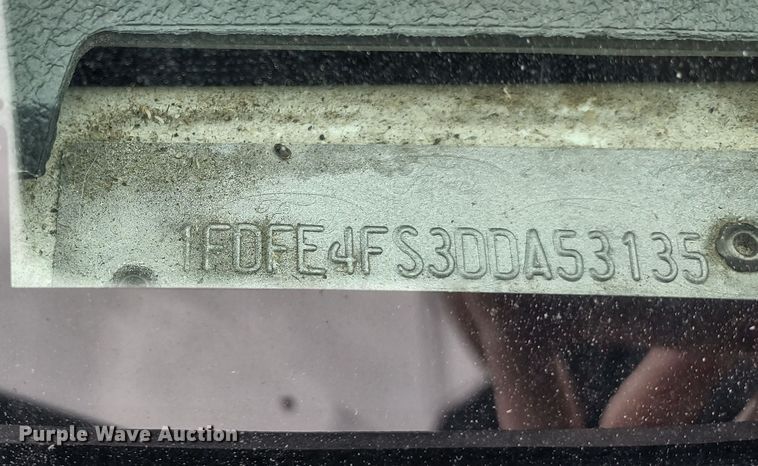 1FDFE4FS3DDA53135
Purple Wave Auction